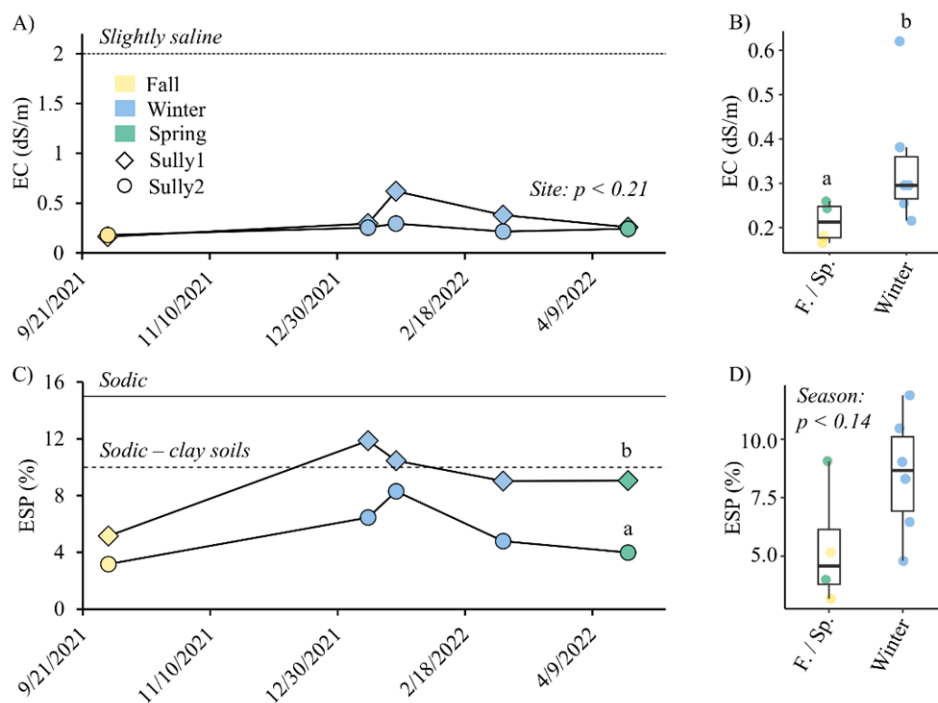 A)
Slightly saline
EC (dS/m)
2
1.5
1
0.5
0
Fall
Winter
Spring
Sully1
Sully2
Site: p < 0.21
9/21/2021
11/10/2021
12/30/2021
2/18/2022
4/9/2022
B)
b
a
EC (dS/m)
0.6
0.5
0.4
0.3
0.2
F. / Sp.
Winter
C)
Sodic
Sodic – clay soils
ESP (%)
16
12
8
4
0
b
a
9/21/2021
11/10/2021
12/30/2021
2/18/2022
4/9/2022
D)
Season:
p < 0.14
ESP (%)
10.0
7.5
5.0
F. / Sp.
Winter